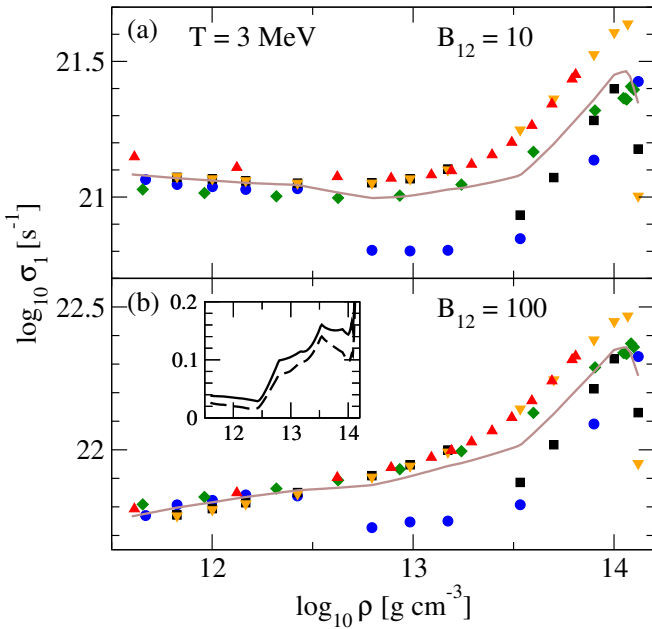 (a) T = 3 MeV B₁₂ = 10
21.5
21
log₁₀ σ₁ [s⁻¹]
(b) B₁₂ = 100
22.5
22
0.2
0.1
0
12 13 14
12 13 14
log₁₀ ρ [g cm⁻³]